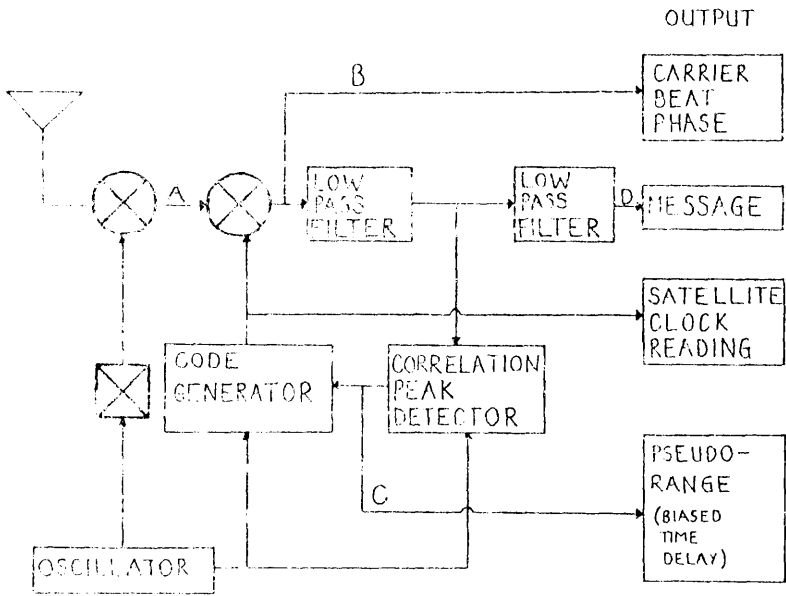 OUTPUT
B
CARRIER
BEAT
PHASE
A
LOW
PASS
FILTER
LOW
PASS
FILTER
D
MESSAGE
SATELLITE
CLOCK
READING
CODE
GENERATOR
CORRELATION
PEAK
DETECTOR
C
PSEUDO-
RANGE
(BIASED
TIME
DELAY)
OSCILLATOR